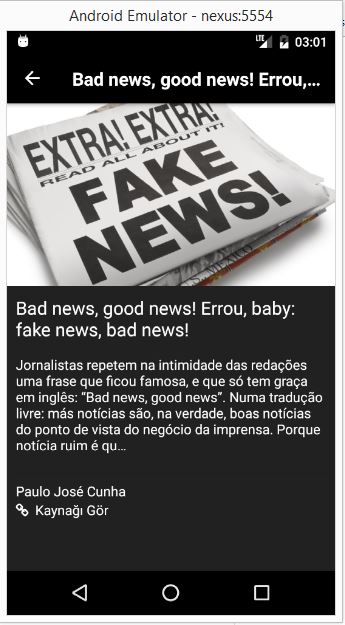 Android Emulator - nexus:5554
LTE 03:01
Bad news, good news! Errou,...
EXTRA! EXTRA!
READ ALL ABOUT IT!
FAKE
NEWS!
Bad news, good news! Errou, baby:
fake news, bad news!
Jornalistas repetem na intimidade das redações
uma frase que ficou famosa, e que só tem graça
em inglês: “Bad news, good news”. Numa tradução
livre: más notícias são, na verdade, boas notícias
do ponto de vista do negócio da imprensa. Porque
notícia ruim é qu...
Paulo José Cunha
Kaynağı Gör